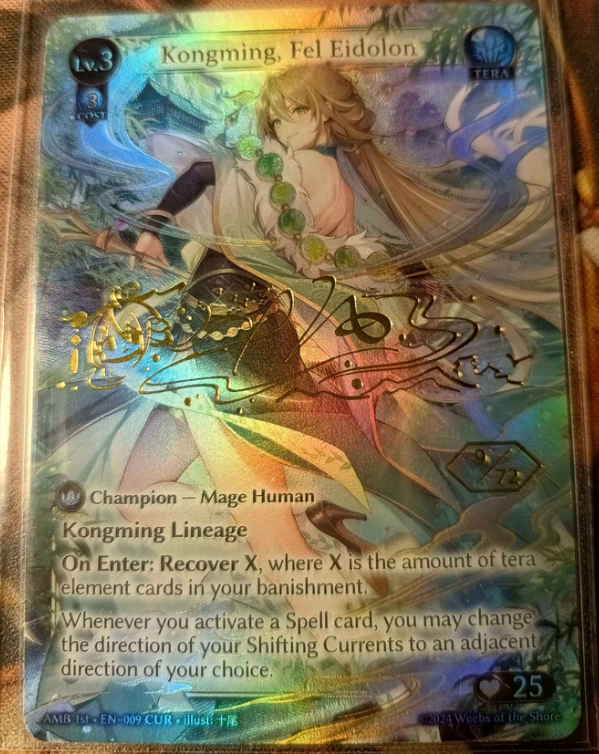 Lv.3
Kongming, Fel Eidolon
TERA
3
COST
9/72
Champion — Mage Human
Kongming Lineage
On Enter: Recover X, where X is the amount of tera
element cards in your banishment.
Whenever you activate a Spell card, you may change
the direction of your Shifting Currents to an adjacent
direction of your choice.
25
AMB 1st • EN-009 CUR • illust: 十尾
©2024 Weebs of the Shore